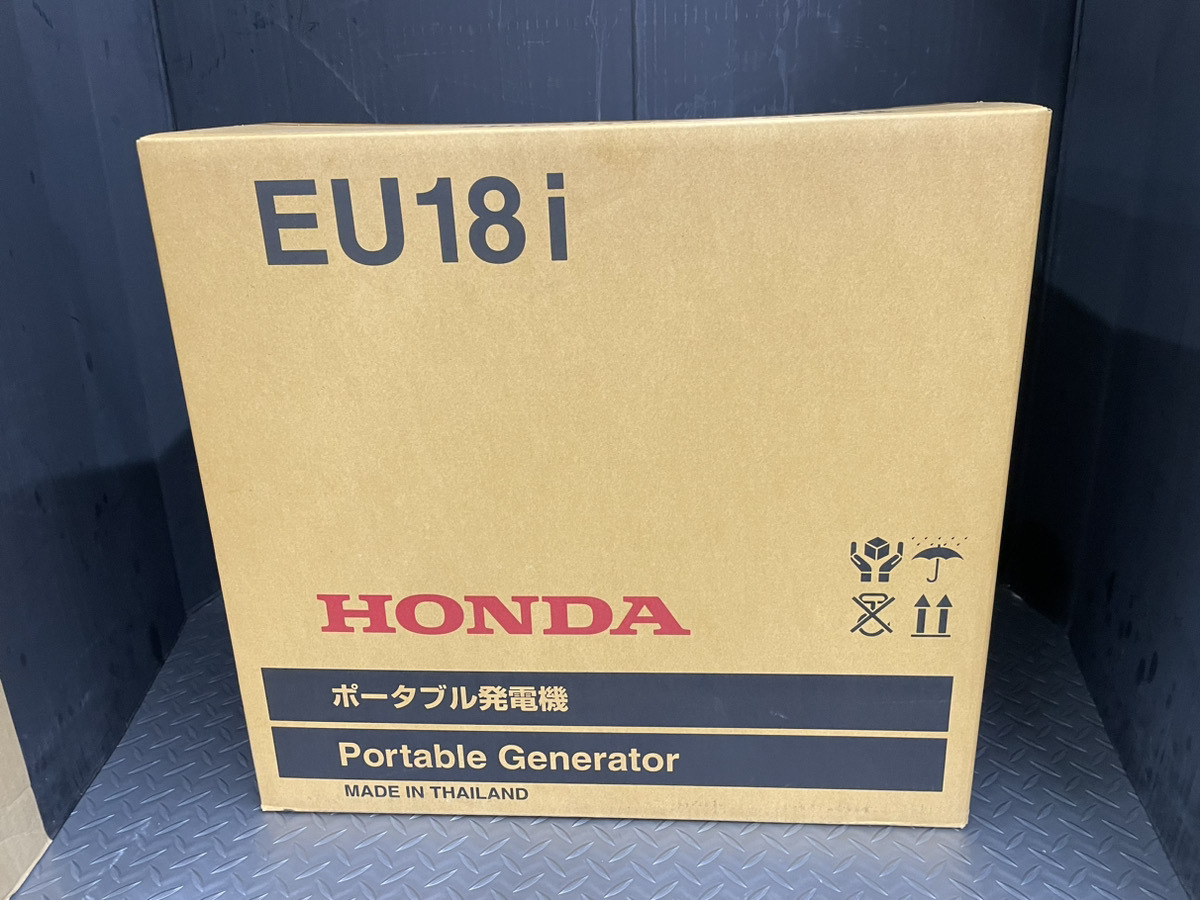 EU18i
HONDA
ポータブル発電機
Portable Generator
MADE IN THAILAND